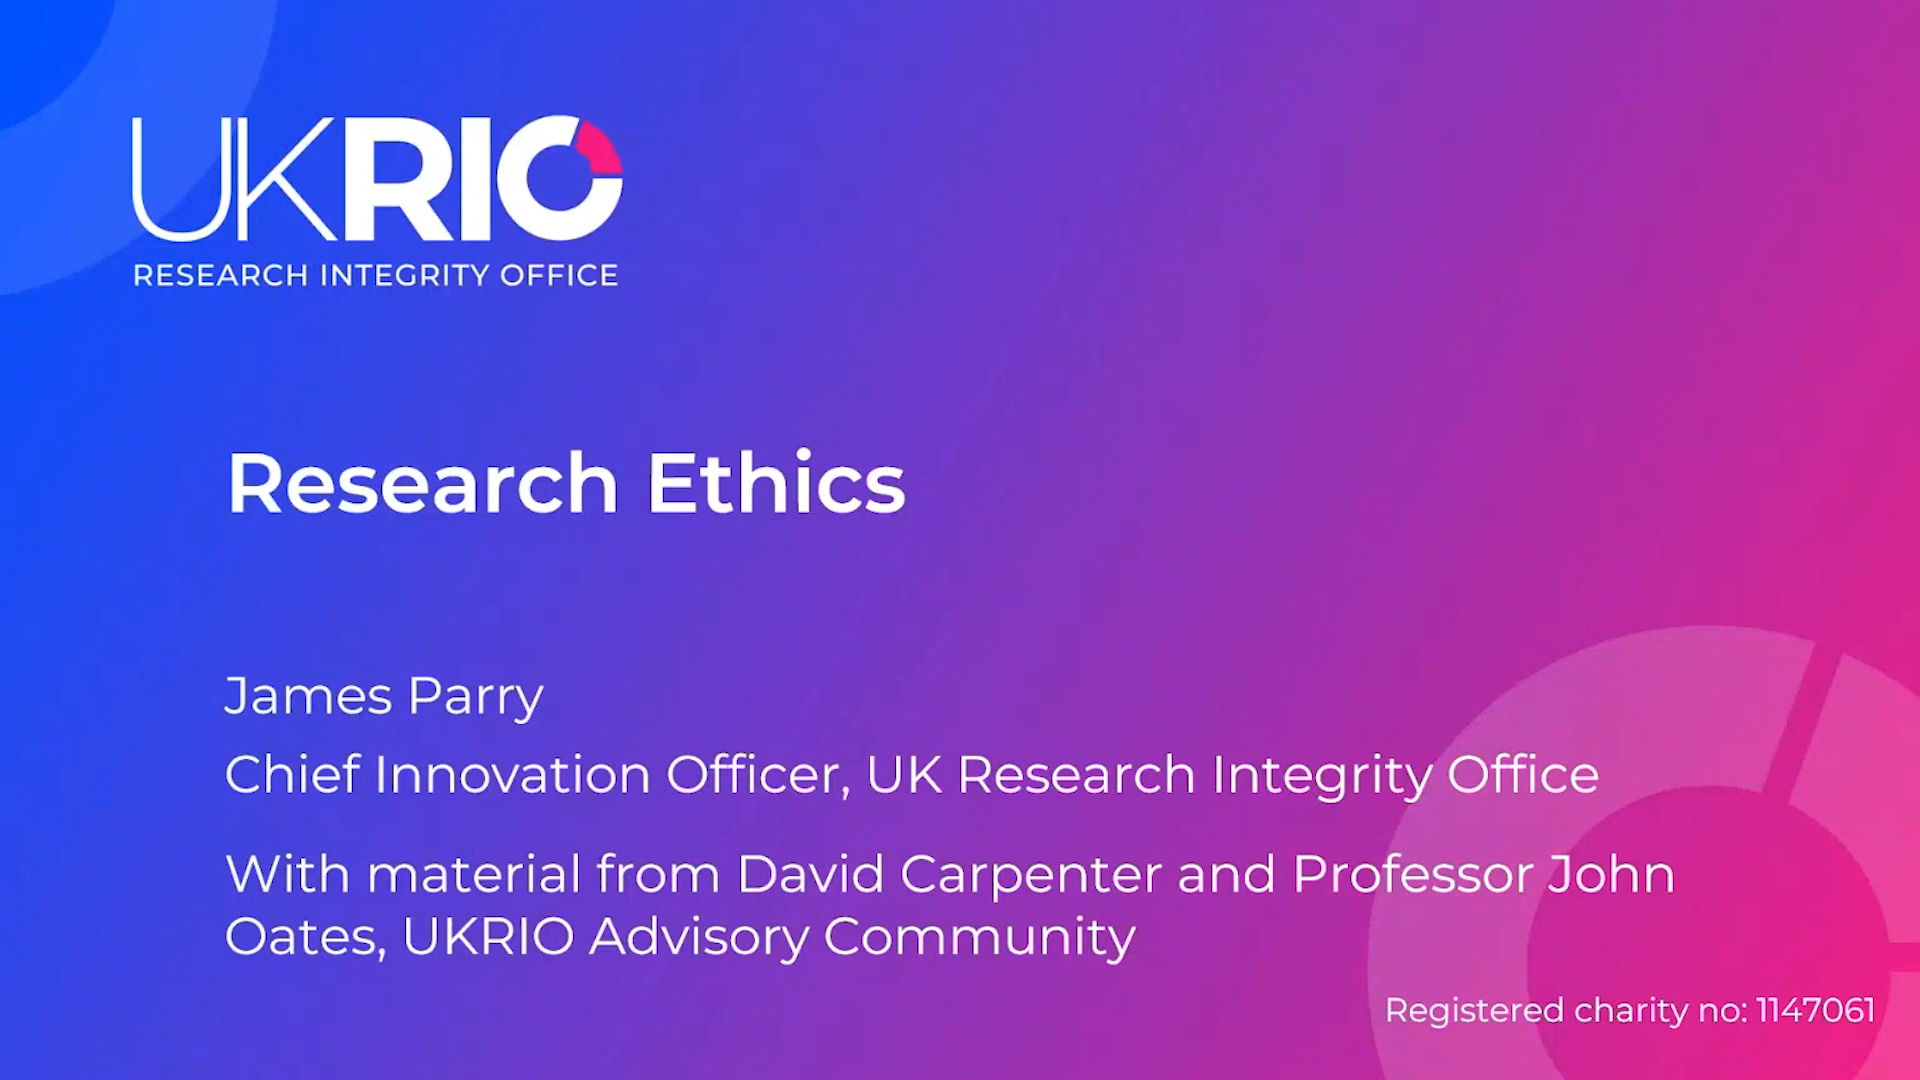 UKRIO
RESEARCH INTEGRITY OFFICE
Research Ethics
James Parry
Chief Innovation Officer, UK Research Integrity Office
With material from David Carpenter and Professor John
Oates, UKRIO Advisory Community
Registered charity no: 1147061